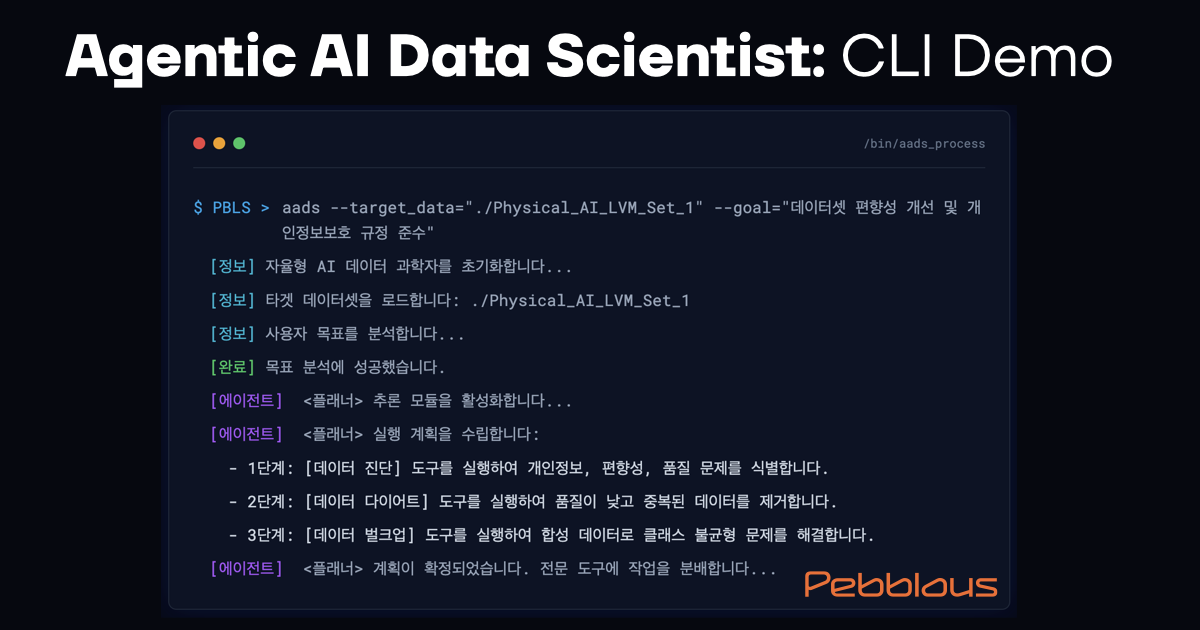 Agentic AI Data Scientist: CLI Demo
/bin/aads_process
$ PBLS > aads --target_data="./Physical_AI_LVM_Set_1" --goal="데이터셋 편향성 개선 및 개
인정보보호 규정 준수"
[정보] 자율형 AI 데이터 과학자를 초기화합니다...
[정보] 타겟 데이터셋을 로드합니다: ./Physical_AI_LVM_Set_1
[정보] 사용자 목표를 분석합니다...
[완료] 목표 분석에 성공했습니다.
[에이전트] <플래너> 추론 모듈을 활성화합니다...
[에이전트] <플래너> 실행 계획을 수립합니다:
- 1단계: [데이터 진단] 도구를 실행하여 개인정보, 편향성, 품질 문제를 식별합니다.
- 2단계: [데이터 다이어트] 도구를 실행하여 품질이 낮고 중복된 데이터를 제거합니다.
- 3단계: [데이터 벌크업] 도구를 실행하여 합성 데이터로 클래스 불균형 문제를 해결합니다.
[에이전트] <플래너> 계획이 확정되었습니다. 전문 도구에 작업을 분배합니다...
Pebblous